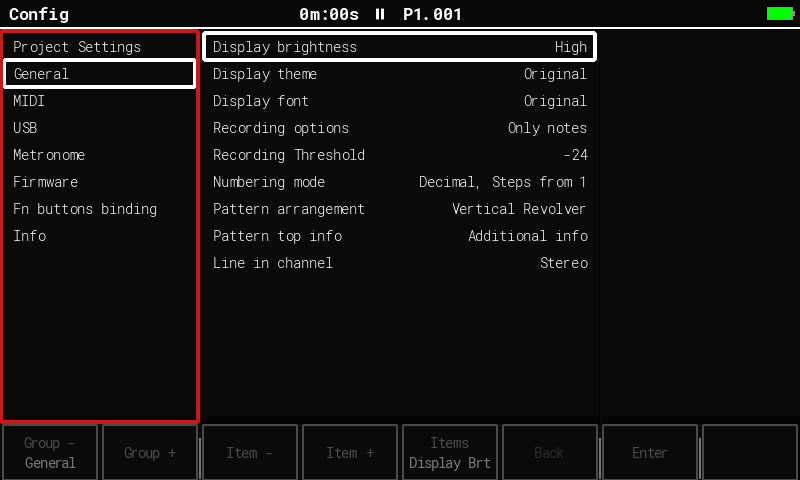 Config 0m:00s P1.001
Project Settings
General
MIDI
USB
Metronome
Firmware
Fn buttons binding
Info
Display brightness High
Display theme Original
Display font Original
Recording options Only notes
Recording Threshold -24
Numbering mode Decimal, Steps from 1
Pattern arrangement Vertical Revolver
Pattern top info Additional info
Line in channel Stereo
Group -
General
Group +
Item -
Item +
Items
Display Brt
Back
Enter